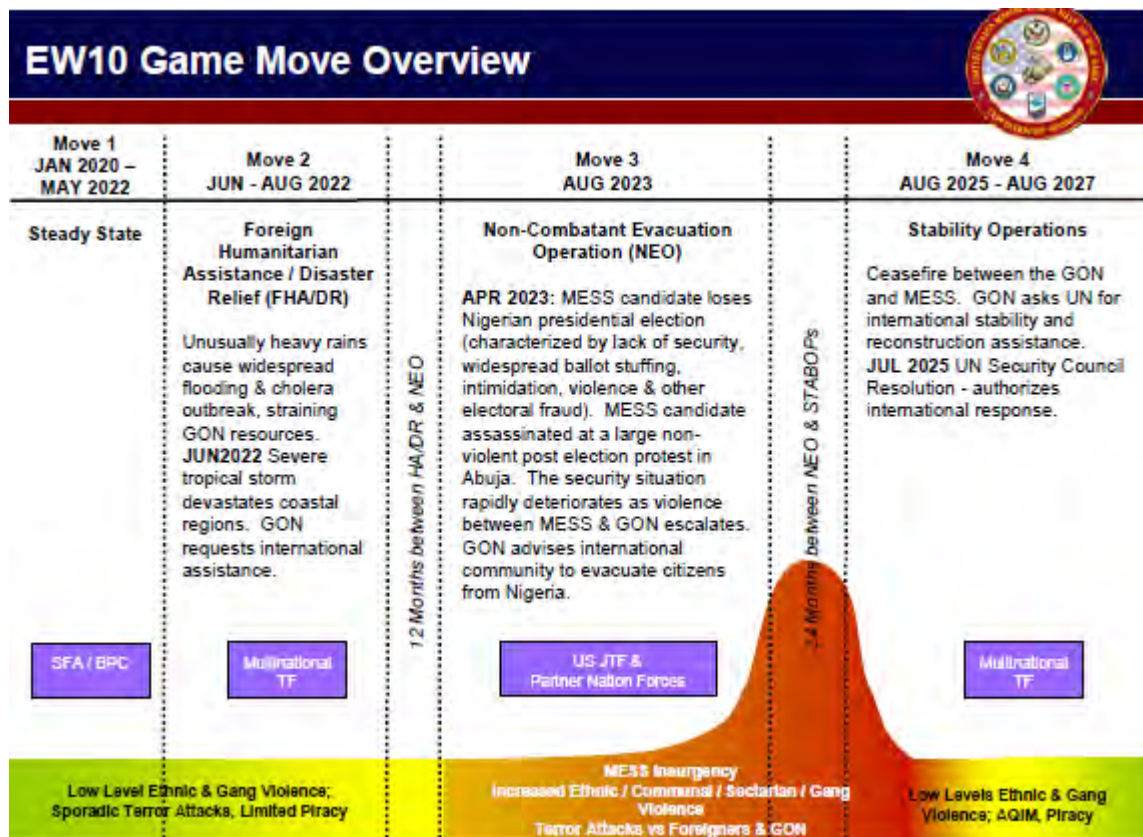 EW10 Game Move Overview
Move 1
JAN 2020 –
MAY 2022
Move 2
JUN - AUG 2022
Move 3
AUG 2023
Move 4
AUG 2025 - AUG 2027
Steady State
Foreign
Humanitarian
Assistance / Disaster
Relief (FHA/DR)
Unusually heavy rains
cause widespread
flooding & cholera
outbreak, straining
GON resources.
JUN2022 Severe
tropical storm
devastates coastal
regions. GON
requests international
assistance.
12 Months between HA/DR & NEO
Non-Combatant Evacuation
Operation (NEO)
APR 2023: MESS candidate loses
Nigerian presidential election
(characterized by lack of security,
widespread ballot stuffing,
intimidation, violence & other
electoral fraud). MESS candidate
assassinated at a large non-
violent post election protest in
Abuja. The security situation
rapidly deteriorates as violence
between MESS & GON escalates.
GON advises international
community to evacuate citizens
from Nigeria.
24 Months between NEO & STABOPs
Stability Operations
Ceasefire between the GON
and MESS. GON asks UN for
international stability and
reconstruction assistance.
JUL 2025 UN Security Council
Resolution - authorizes
international response.
SFA / BPC
Multinational
TF
US JTF &
Partner Nation Forces
Multinational
TF
Low Level Ethnic & Gang Violence;
Sporadic Terror Attacks, Limited Piracy
MESS Insurgency
Increased Ethnic / Communal / Sectarian / Gang
Violence
Terror Attacks vs Foreigners & GON
Low Levels Ethnic & Gang
Violence; AQIM, Piracy